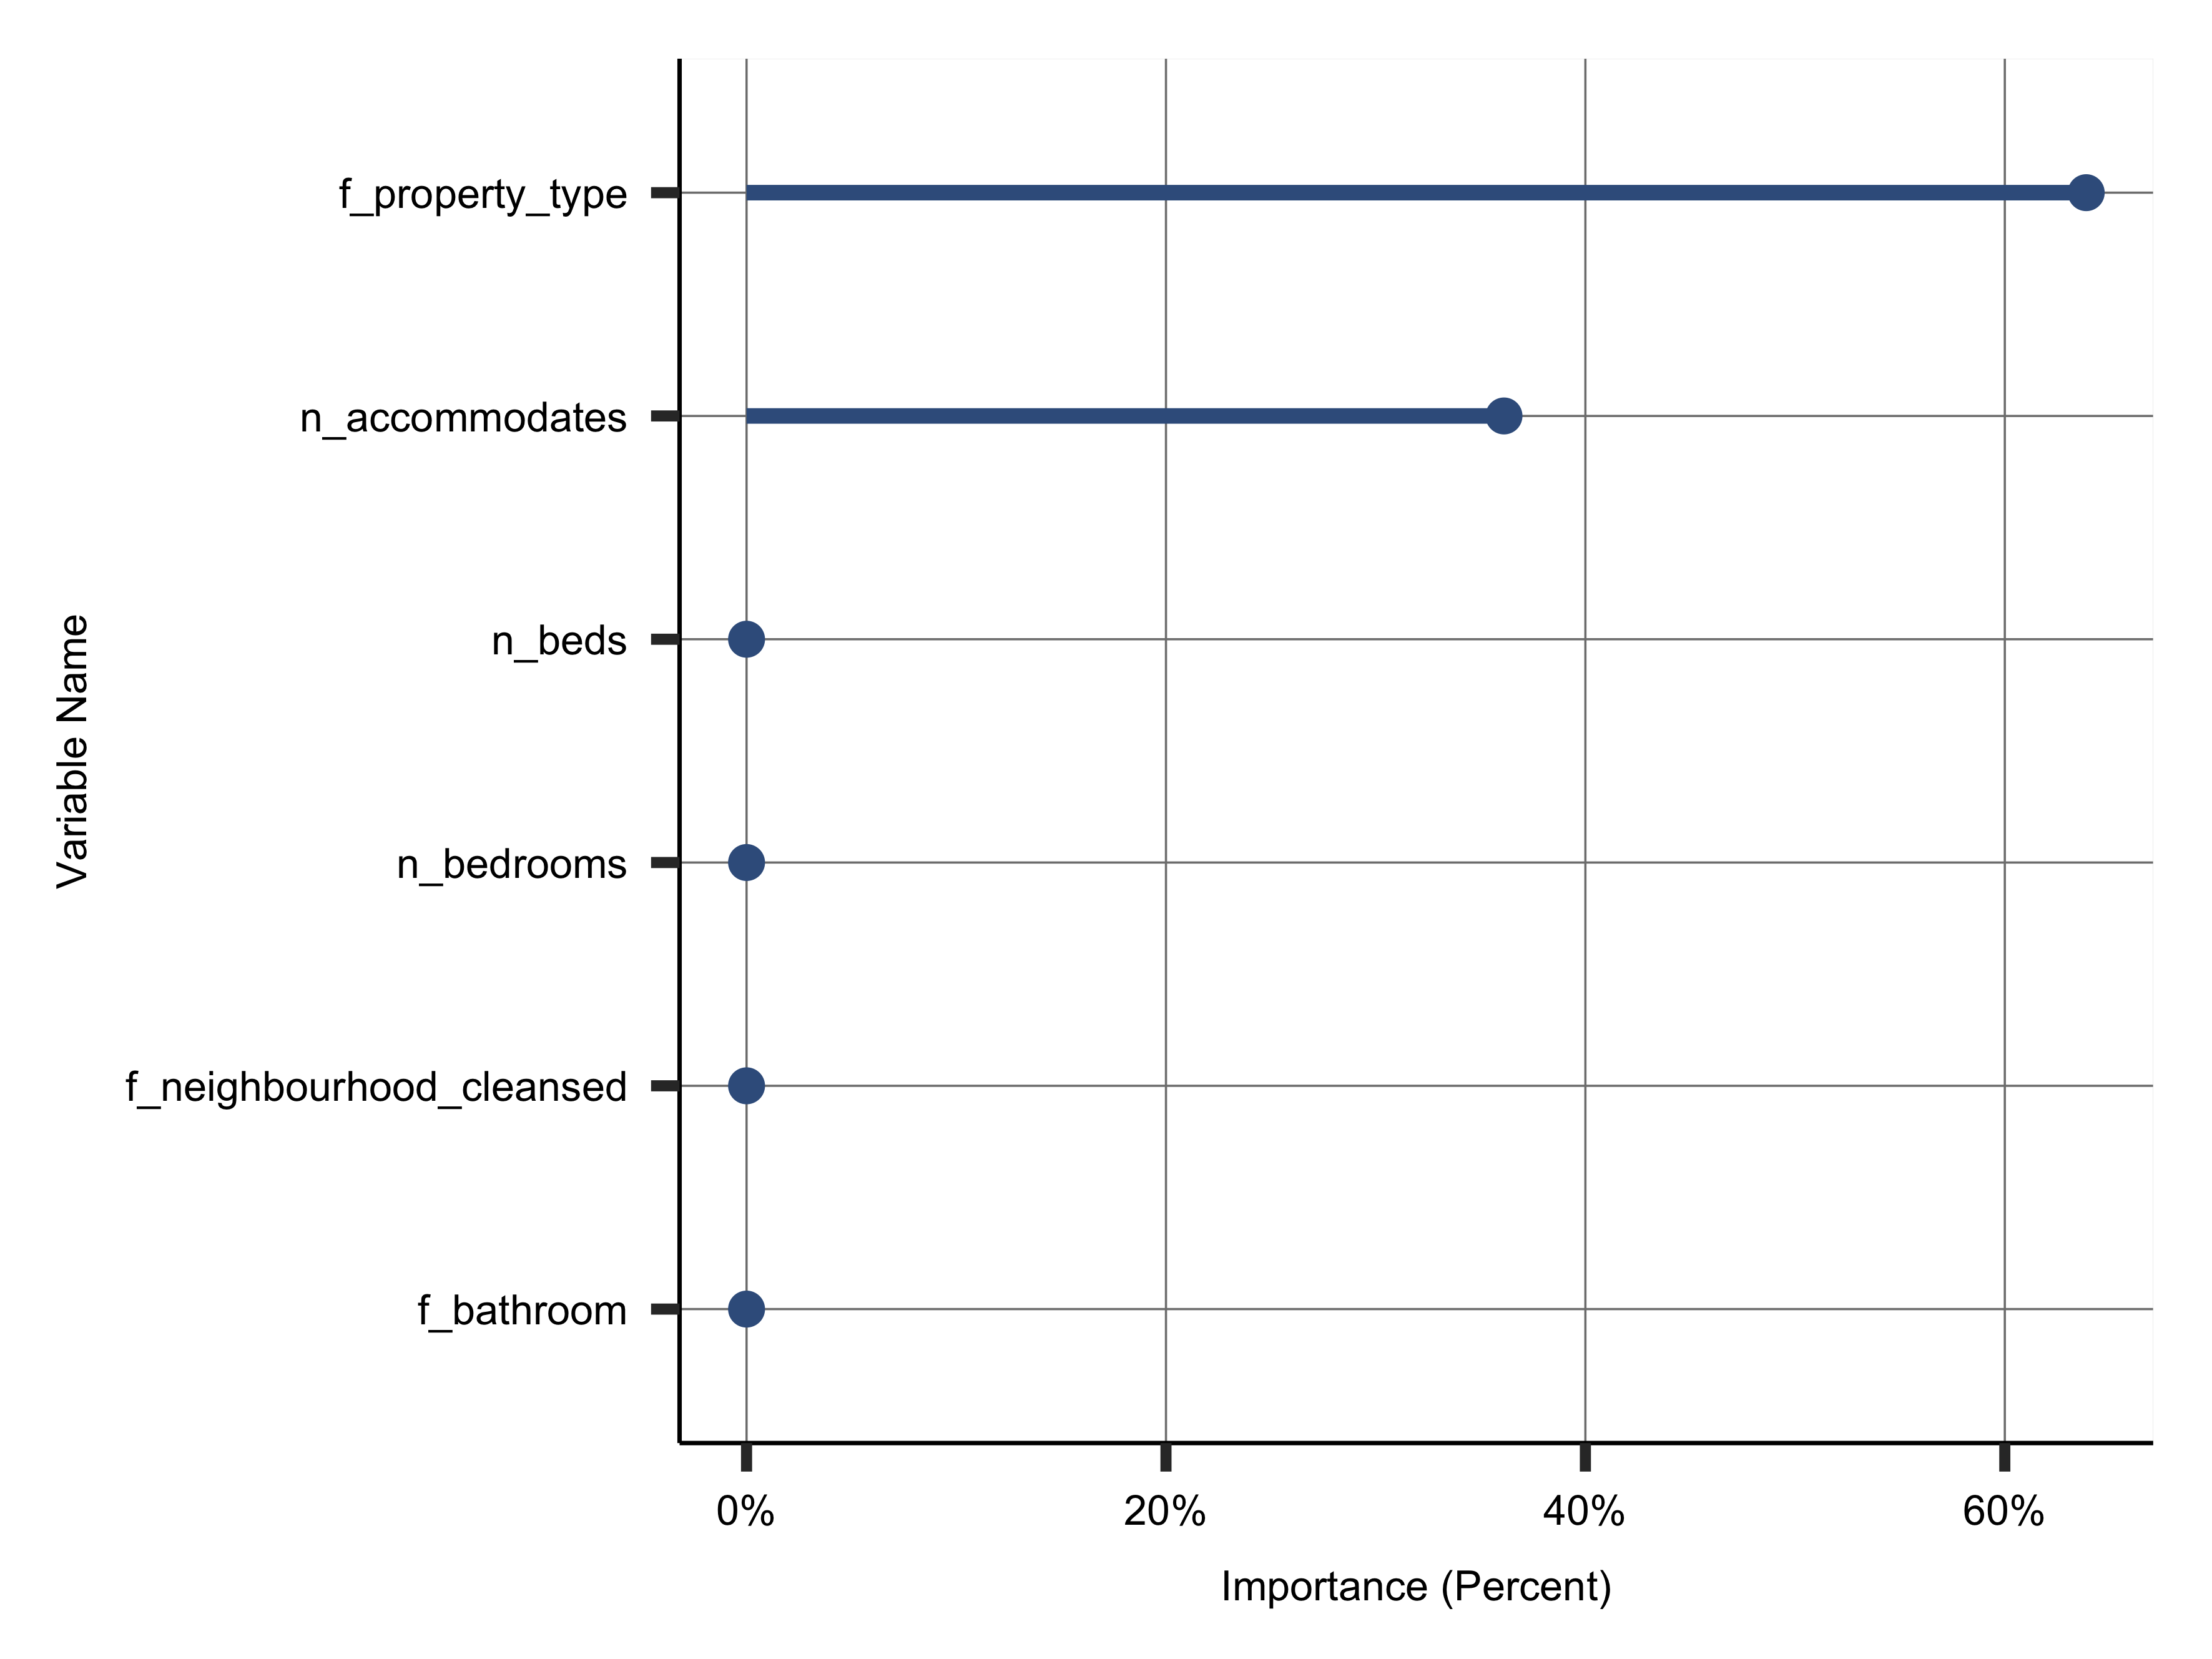 f_property_type
n_accommodates
n_beds
n_bedrooms
f_neighbourhood_cleansed
f_bathroom
Variable Name
0%
20%
40%
60%
Importance (Percent)